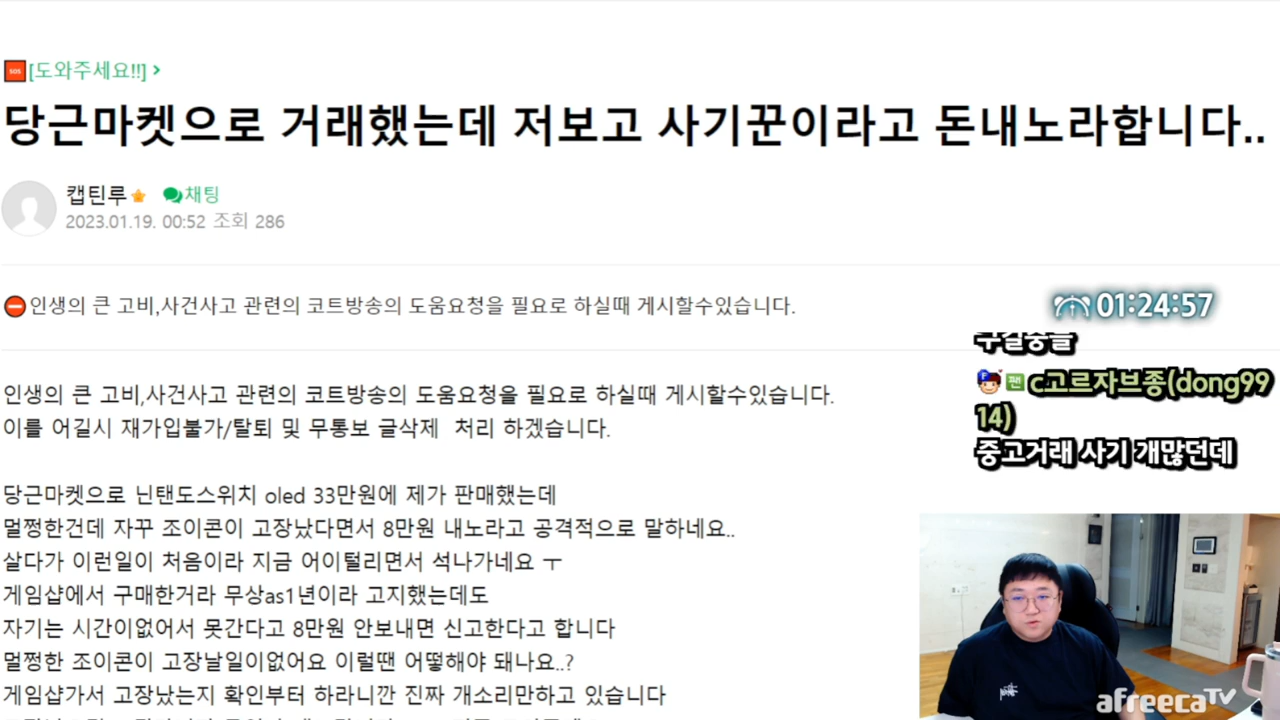 SOS [도와주세요!!] >
당근마켓으로 거래했는데 저보고 사기꾼이라고 돈내노라합니다..
캡틴루 채팅
2023.01.19. 00:52 조회 286
인생의 큰 고비,사건사고 관련의 코트방송의 도움요청을 필요로 하실때 게시할수있습니다.
01:24:57
팬 c고르자브종(dong99
14)
중고거래 사기 개많던데
인생의 큰 고비,사건사고 관련의 코트방송의 도움요청을 필요로 하실때 게시할수있습니다.
이를 어길시 재가입불가/탈퇴 및 무통보 글삭제 처리 하겠습니다.
당근마켓으로 닌탠도스위치 oled 33만원에 제가 판매했는데
멀쩡한건데 자꾸 조이콘이 고장났다면서 8만원 내노라고 공격적으로 말하네요..
살다가 이런일이 처음이라 지금 어이털리면서 석나가네요 ㅜ
게임샵에서 구매한거라 무상as1년이라 고지했는데도
자기는 시간이없어서 못간다고 8만원 안보내면 신고한다고 합니다
멀쩡한 조이콘이 고장날일이없어요 이럴땐 어떻해야 돼나요..?
게임샵가서 고장났는지 확인부터 하라니깐 진짜 개소리만하고 있습니다
afreecaTV